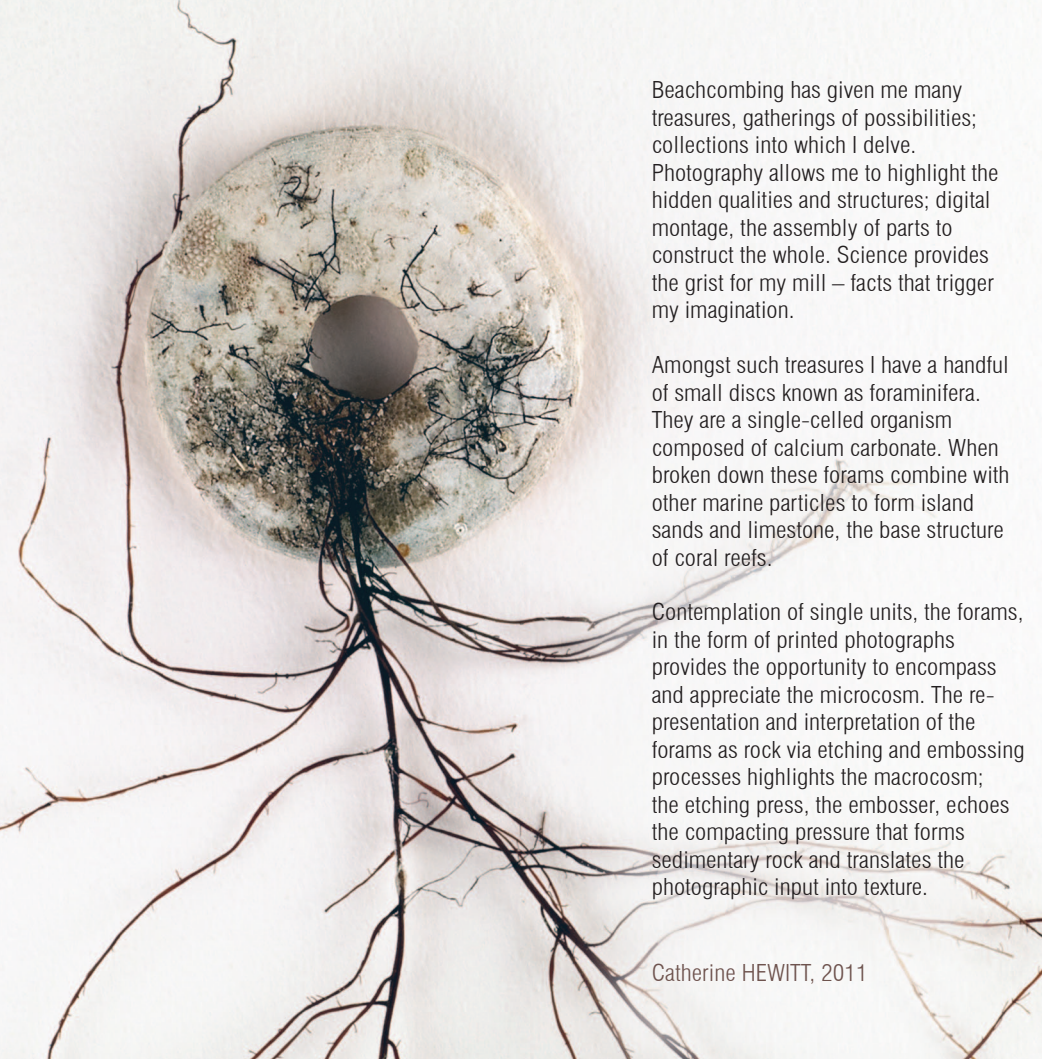 Beachcombing has given me many
treasures, gatherings of possibilities;
collections into which I delve.
Photography allows me to highlight the
hidden qualities and structures; digital
montage, the assembly of parts to
construct the whole. Science provides
the grist for my mill – facts that trigger
my imagination.
Amongst such treasures I have a handful
of small discs known as foraminifera.
They are a single-celled organism
composed of calcium carbonate. When
broken down these forams combine with
other marine particles to form island
sands and limestone, the base structure
of coral reefs.
Contemplation of single units, the forams,
in the form of printed photographs
provides the opportunity to encompass
and appreciate the microcosm. The re-
presentation and interpretation of the
forams as rock via etching and embossing
processes highlights the macrocosm;
the etching press, the embosser, echoes
the compacting pressure that forms
sedimentary rock and translates the
photographic input into texture.
Catherine HEWITT, 2011